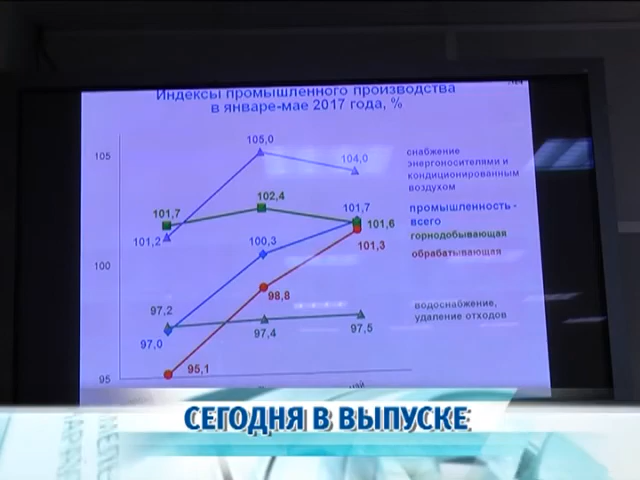 Индексы промышленного производства
в январе-мае 2017 года, %
105
105,0
104,0
снабжение
энергоносителями и
кондиционированным
воздухом
101,7
102,4
101,7
промышленность -
всего
101,2
101,6
горнодобывающая
100
100,3
101,3
обрабатывающая
98,8
97,2
97,0
97,4
97,5
водоснабжение,
удаление отходов
95
95,1
май
СЕГОДНЯ В ВЫПУСКЕ